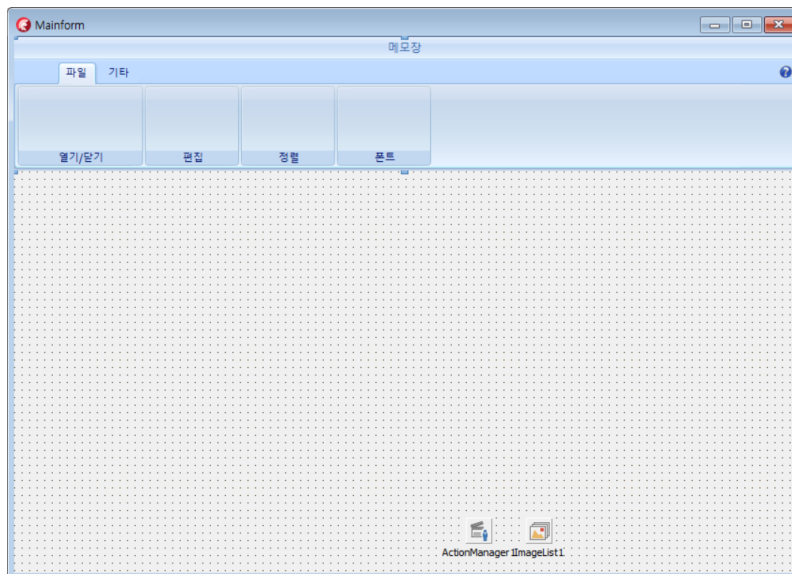 Mainform
메모장
파일 기타
열기/닫기 편집 정렬 폰트
ActionManager1 ImageList1